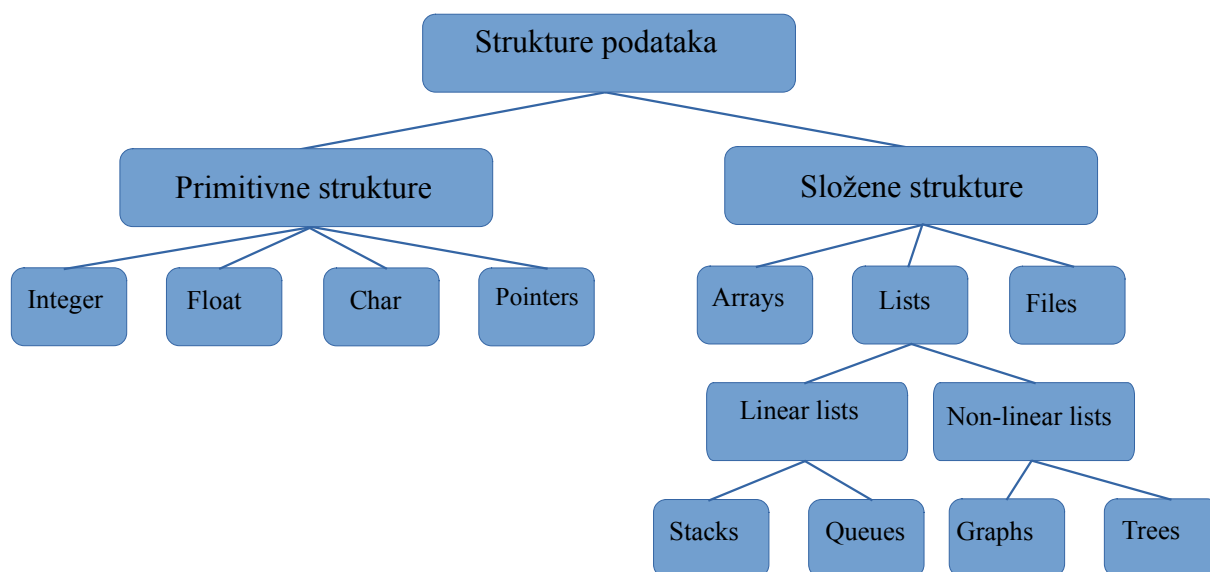 Strukture podataka
Primitivne strukture
Složene strukture
Integer
Float
Char
Pointers
Arrays
Lists
Files
Linear lists
Non-linear lists
Stacks
Queues
Graphs
Trees